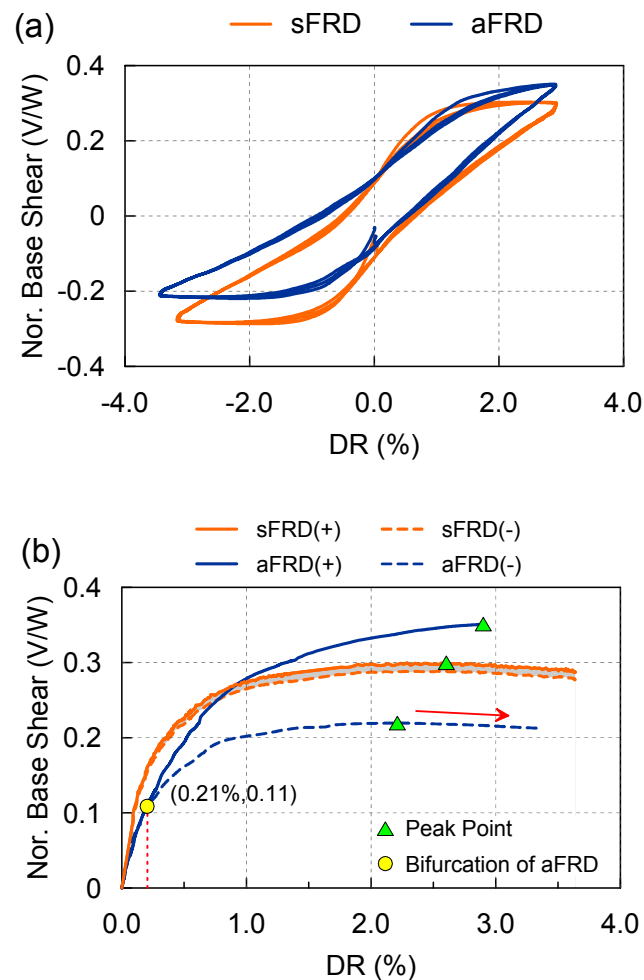 (a)
sFRD aFRD
0.4
0.2
0
-0.2
-0.4
Nor. Base Shear (V/W)
-4.0 -2.0 0.0 2.0 4.0
DR (%)
(b)
sFRD(+) sFRD(-)
aFRD(+) aFRD(-)
0.4
0.3
0.2
0.1
0
Nor. Base Shear (V/W)
(0.21%,0.11)
Peak Point
Bifurcation of aFRD
0.0 1.0 2.0 3.0 4.0
DR (%)